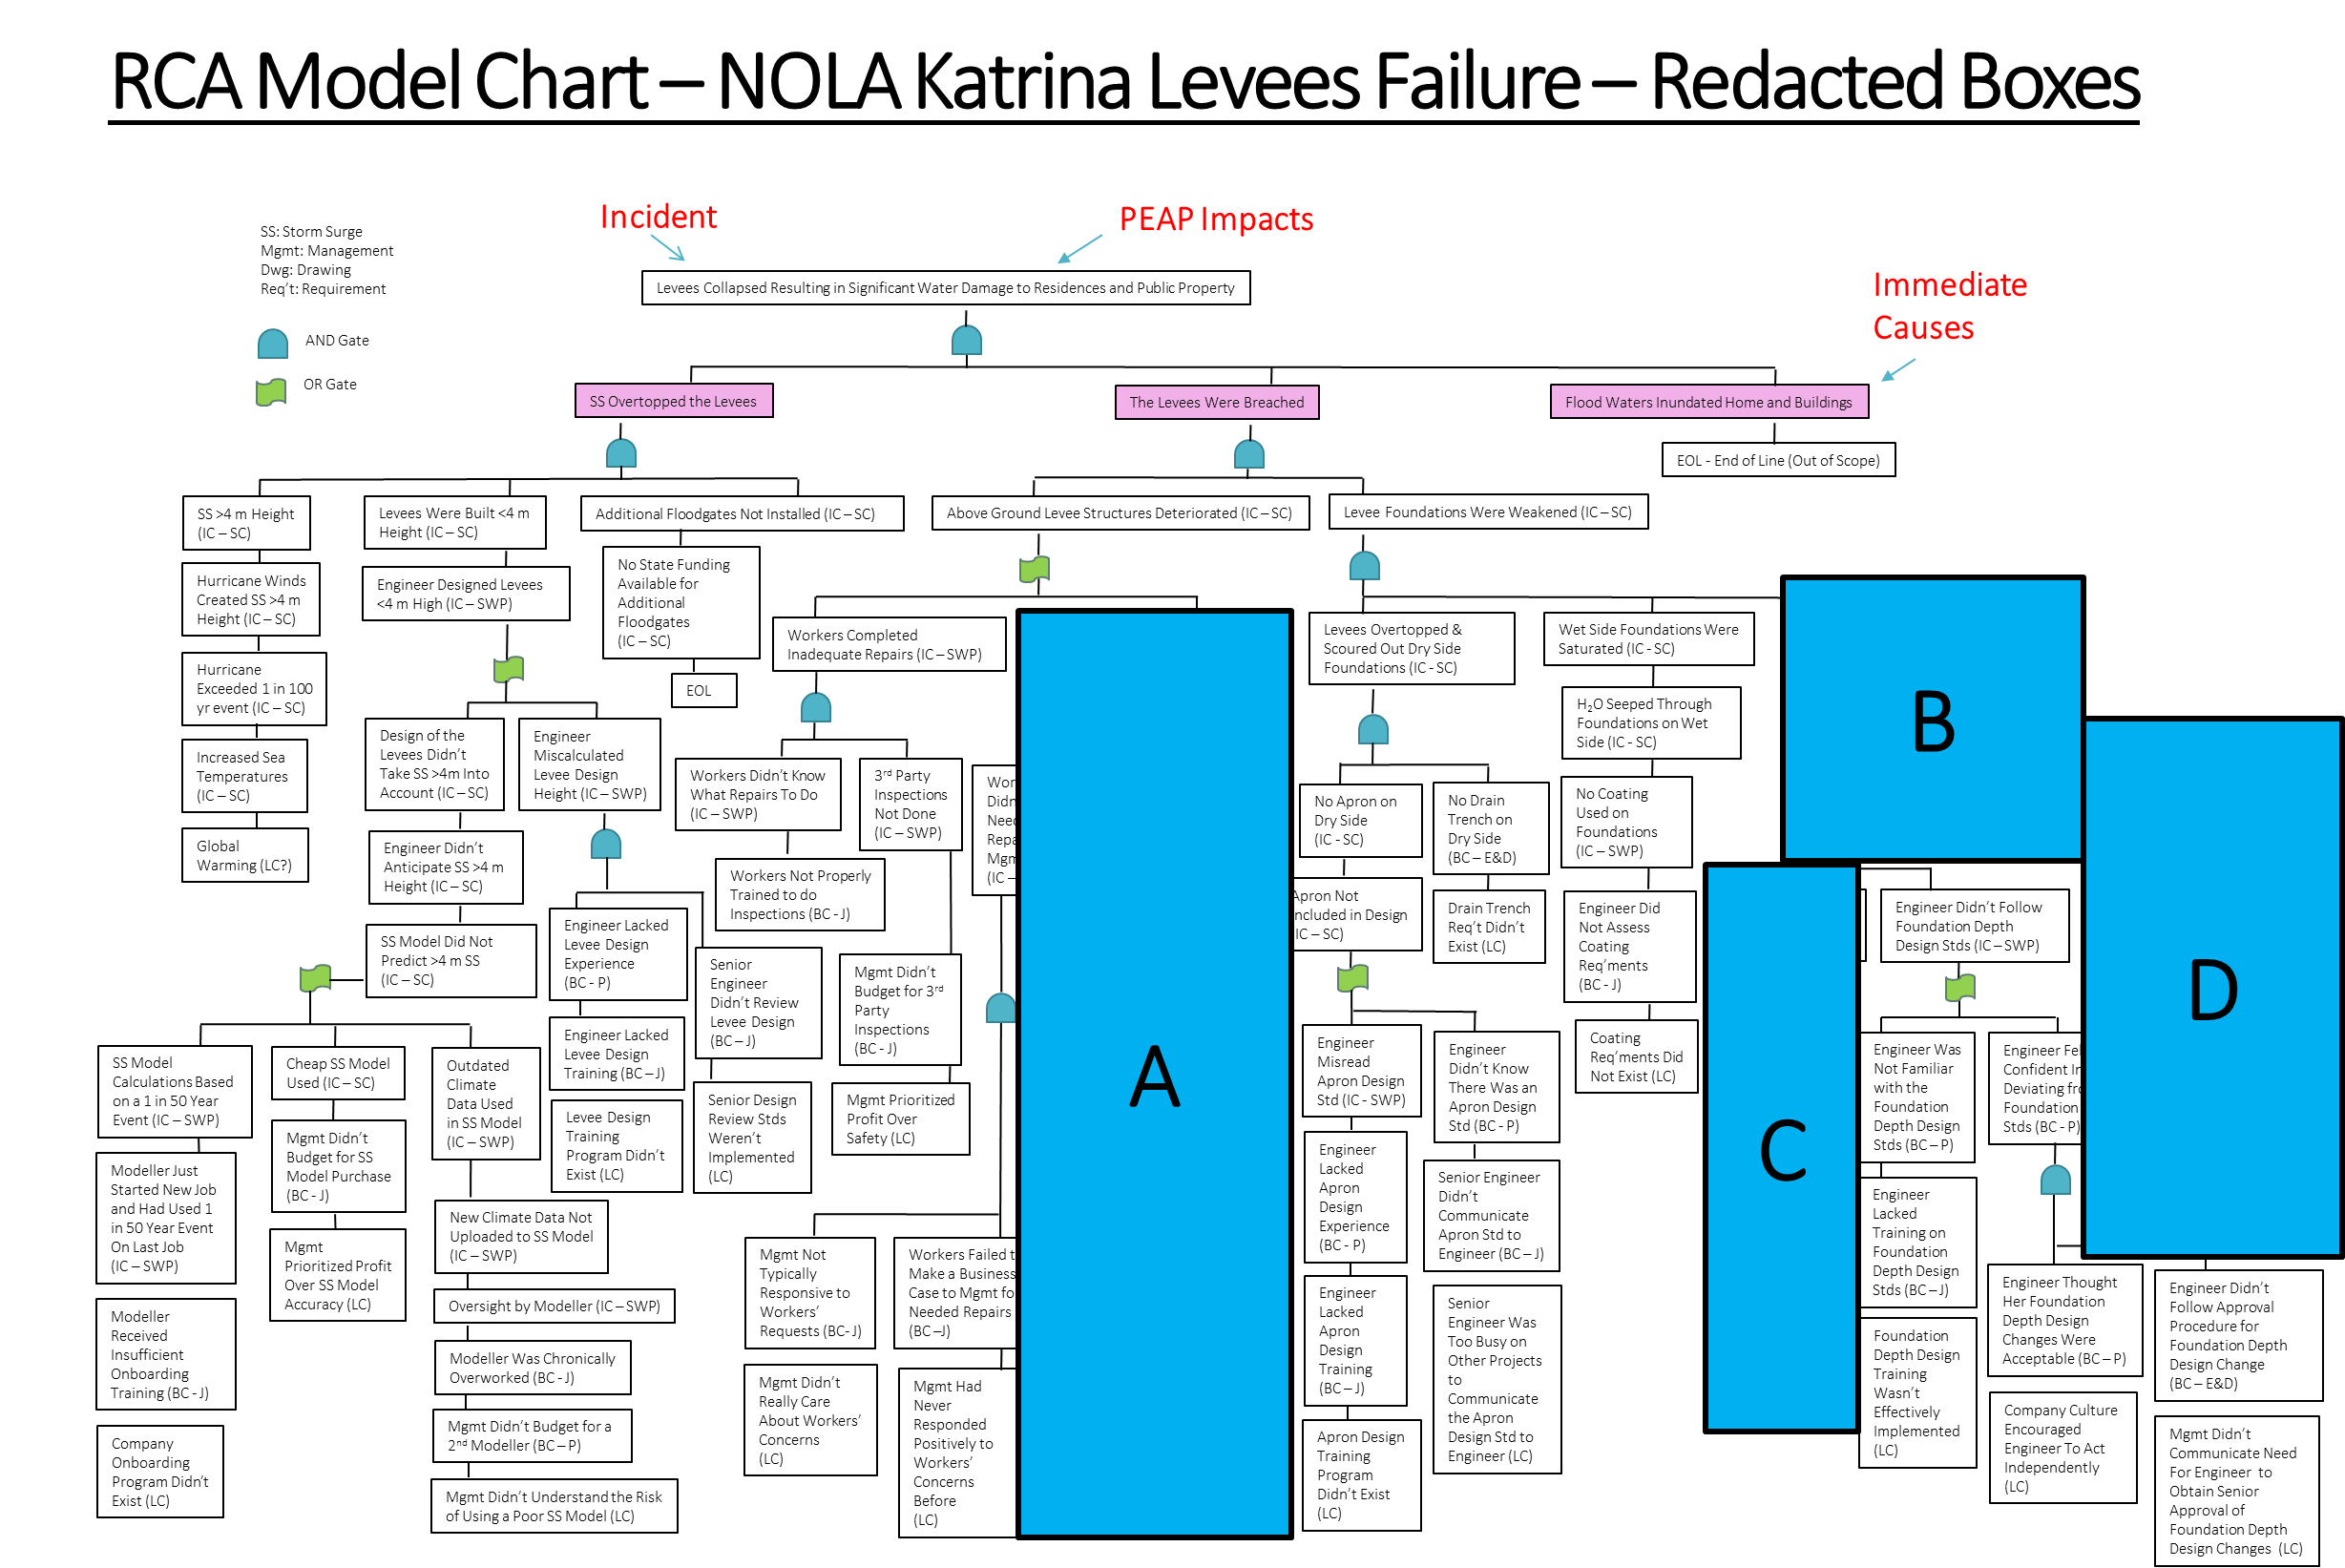 RCA Model Chart – NOLA Katrina Levees Failure – Redacted Boxes
Incident
PEAP Impacts
SS: Storm Surge
Mgmt: Management
Dwg: Drawing
Req't: Requirement
AND Gate
OR Gate
Levees Collapsed Resulting in Significant Water Damage to Residences and Public Property
Immediate
Causes
SS Overtopped the Levees
The Levees Were Breached
Flood Waters Inundated Home and Buildings
EOL - End of Line (Out of Scope)
SS >4 m Height
(IC – SC)
Levees Were Built <4 m
Height (IC – SC)
Additional Floodgates Not Installed (IC – SC)
Above Ground Levee Structures Deteriorated (IC – SC)
Levee Foundations Were Weakened (IC – SC)
Hurricane Winds
Created SS >4 m
Height (IC – SC)
Engineer Designed Levees
<4 m High (IC – SWP)
No State Funding
Available for
Additional
Floodgates
(IC – SC)
EOL
Hurricane
Exceeded 1 in 100
yr event (IC – SC)
Increased Sea
Temperatures
(IC – SC)
Global
Warming (LC?)
Design of the
Levees Didn't
Take SS >4m Into
Account (IC – SC)
Engineer
Miscalculated
Levee Design
Height (IC – SWP)
Engineer Didn't
Anticipate SS >4 m
Height (IC – SC)
SS Model Did Not
Predict >4 m SS
(IC – SC)
SS Model
Calculations Based
on a 1 in 50 Year
Event (IC – SWP)
Modeller Just
Started New Job
and Had Used 1
in 50 Year Event
On Last Job
(IC – SWP)
Modeller
Received
Insufficient
Onboarding
Training (BC - J)
Company
Onboarding
Program Didn't
Exist (LC)
Cheap SS Model
Used (IC – SC)
Mgmt Didn't
Budget for SS
Model Purchase
(BC - J)
Mgmt
Prioritized Profit
Over SS Model
Accuracy (LC)
Outdated
Climate
Data Used
in SS Model
(IC – SWP)
New Climate Data Not
Uploaded to SS Model
(IC – SWP)
Oversight by Modeller (IC – SWP)
Modeller Was Chronically
Overworked (BC - J)
Mgmt Didn't Budget for a
2nd Modeller (BC – P)
Mgmt Didn't Understand the Risk
of Using a Poor SS Model (LC)
Engineer Lacked
Levee Design
Experience
(BC - P)
Engineer Lacked
Levee Design
Training (BC – J)
Levee Design
Training
Program Didn't
Exist (LC)
Senior
Engineer
Didn't Review
Levee Design
(BC – J)
Senior Design
Review Stds
Weren't
Implemented
(LC)
Workers Completed
Inadequate Repairs (IC – SWP)
Workers Didn't Know
What Repairs To Do
(IC – SWP)
Workers Not Properly
Trained to do
Inspections (BC - J)
3rd Party
Inspections
Not Done
(IC – SWP)
Mgmt Didn't
Budget for 3rd
Party
Inspections
(BC - J)
Mgmt Prioritized
Profit Over
Safety (LC)
(IC –
Mgmt Not
Typically
Responsive to
Workers'
Requests (BC- J)
Mgmt Didn't
Really Care
About Workers'
Concerns
(LC)
Workers Failed
Make a Business
Case to Mgmt
Needed Repairs
(BC –J)
Mgmt Had
Never
Responded
Positively to
Workers'
Concerns
Before
(LC)
A
Levees Overtopped &
Scoured Out Dry Side
Foundations (IC - SC)
No Apron on
Dry Side
(IC - SC)
Apron Not
Included in Design
(IC – SC)
No Drain
Trench on
Dry Side
(BC – E&D)
Drain Trench
Req't Didn't
Exist (LC)
Engineer
Misread
Apron Design
Std (IC - SWP)
Engineer
Lacked
Apron
Design
Experience
(BC - P)
Engineer
Lacked
Apron
Design
Training
(BC – J)
Apron Design
Training
Program
Didn't Exist
(LC)
Engineer
Didn't Know
There Was an
Apron Design
Std (BC - P)
Senior Engineer
Didn't
Communicate
Apron Std to
Engineer (BC – J)
Senior
Engineer Was
Too Busy on
Other Projects
to
Communicate
the Apron
Design Std to
Engineer (LC)
Wet Side Foundations Were
Saturated (IC - SC)
H2O Seeped Through
Foundations on Wet
Side (IC - SC)
No Coating
Used on
Foundations
(IC – SWP)
Engineer Did
Not Assess
Coating
Req'ments
(BC - J)
Coating
Req'ments Did
Not Exist (LC)
B
C
D
Engineer Didn't Follow
Foundation Depth
Design Stds (IC – SWP)
Engineer Was
Not Familiar
with the
Foundation
Depth Design
Stds (BC – P)
Engineer
Lacked
Training on
Foundation
Depth Design
Stds (BC – J)
Foundation
Depth Design
Training
Wasn't
Effectively
Implemented
(LC)
Engineer
Confident
Deviating
Foundation
Stds (BC - P)
Engineer Thought
Her Foundation
Depth Design
Changes Were
Acceptable (BC – P)
Company Culture
Encouraged
Engineer To Act
Independently
(LC)
Engineer Didn't
Follow Approval
Procedure for
Foundation Depth
Design Change
(BC – E&D)
Mgmt Didn't
Communicate Need
For Engineer to
Obtain Senior
Approval of
Foundation Depth
Design Changes (LC)